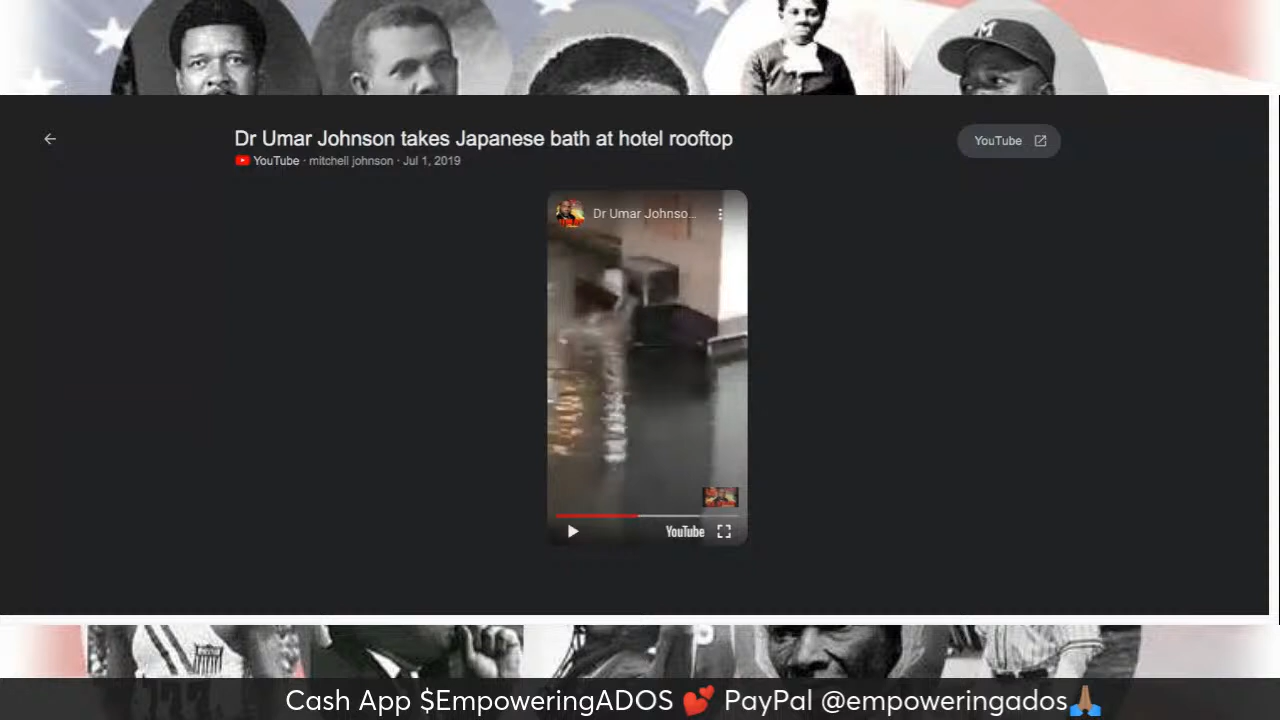 M
Dr Umar Johnson takes Japanese bath at hotel rooftop
YouTube · mitchell johnson · Jul 1, 2019
YouTube
Dr Umar Johnso...
YouTube
Cash App $EmpoweringADOS 💕 PayPal @empoweringados🙏🏽